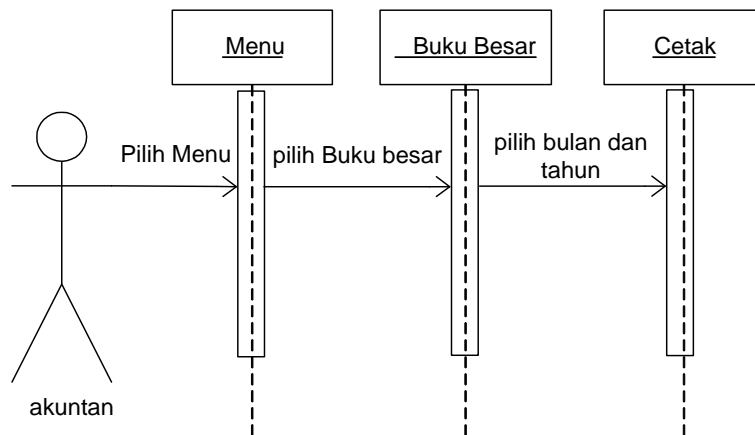 Menu
Buku Besar
Cetak
Pilih Menu
pilih Buku besar
pilih bulan dan
tahun
akuntan